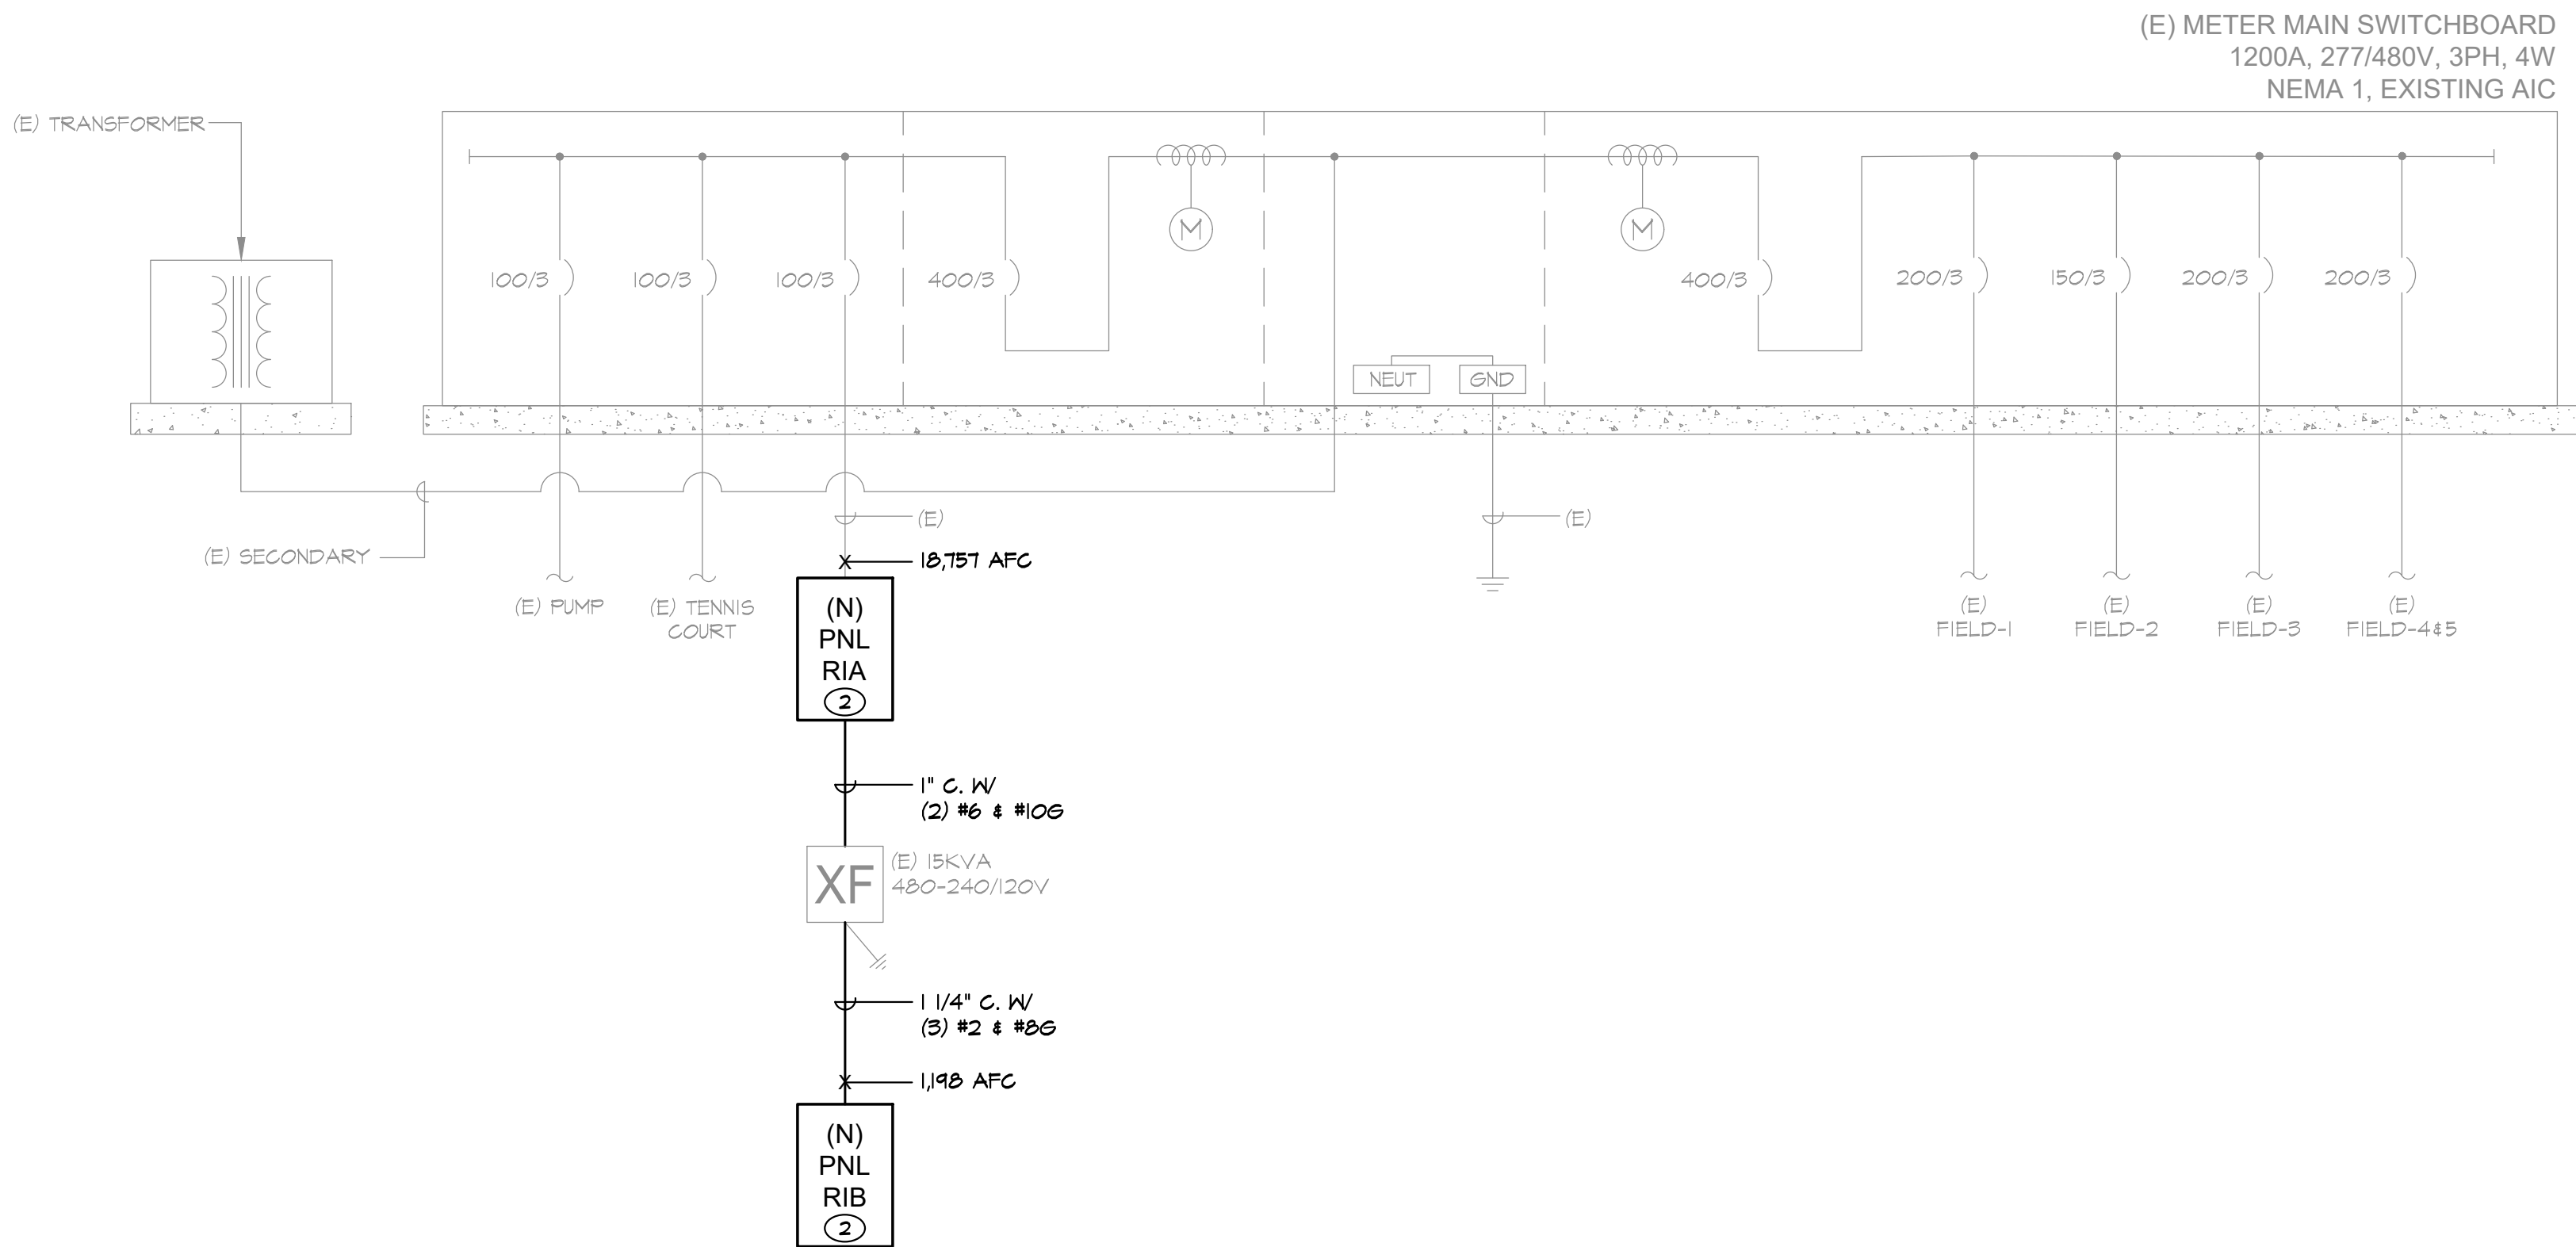 (E) METER MAIN SWITCHBOARD
1200A, 277/480V, 3PH, 4W
NEMA 1, EXISTING AIC
(E) TRANSFORMER
M
M
100/3
100/3
100/3
400/3
400/3
200/3
150/3
200/3
200/3
NEUT
GND
(E)
(E)
(E) SECONDARY
X
18,757 AFC
(E) PUMP
(E) TENNIS
COURT
(E)
FIELD-1
(E)
FIELD-2
(E)
FIELD-3
(E)
FIELD-4&5
(N)
PNL
RIA
2
1" C. W/
(2) #6 & #10G
XF
(E) 15KVA
480-240/120V
1 1/4" C. W/
(3) #2 & #8G
X
1,198 AFC
(N)
PNL
RIB
2